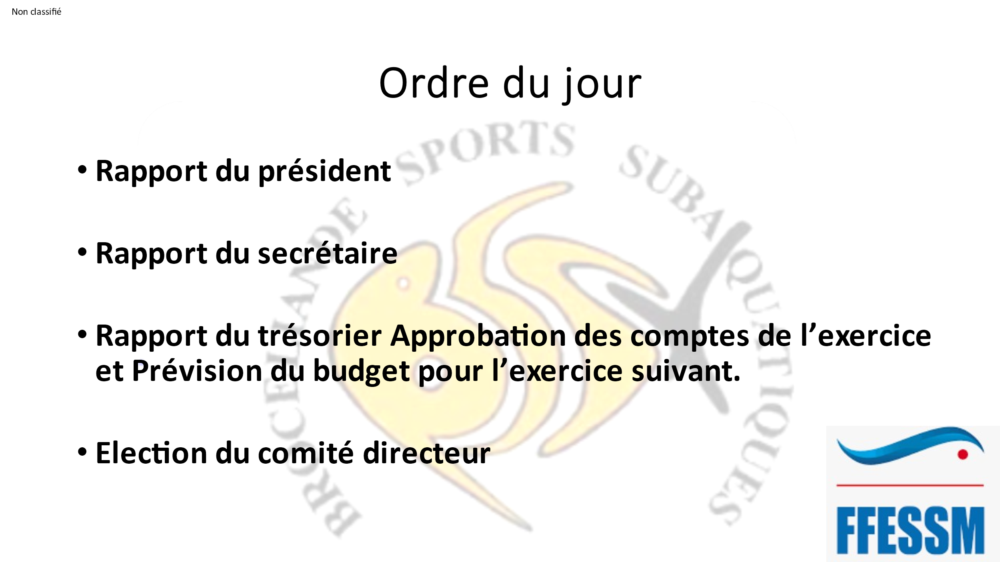 Non classifié
Ordre du jour
BROCELIANDE SPORTS SUBAQUATIQUES
• Rapport du président
• Rapport du secrétaire
• Rapport du trésorier Approbation des comptes de l’exercice
et Prévision du budget pour l’exercice suivant.
• Election du comité directeur
FFESSM